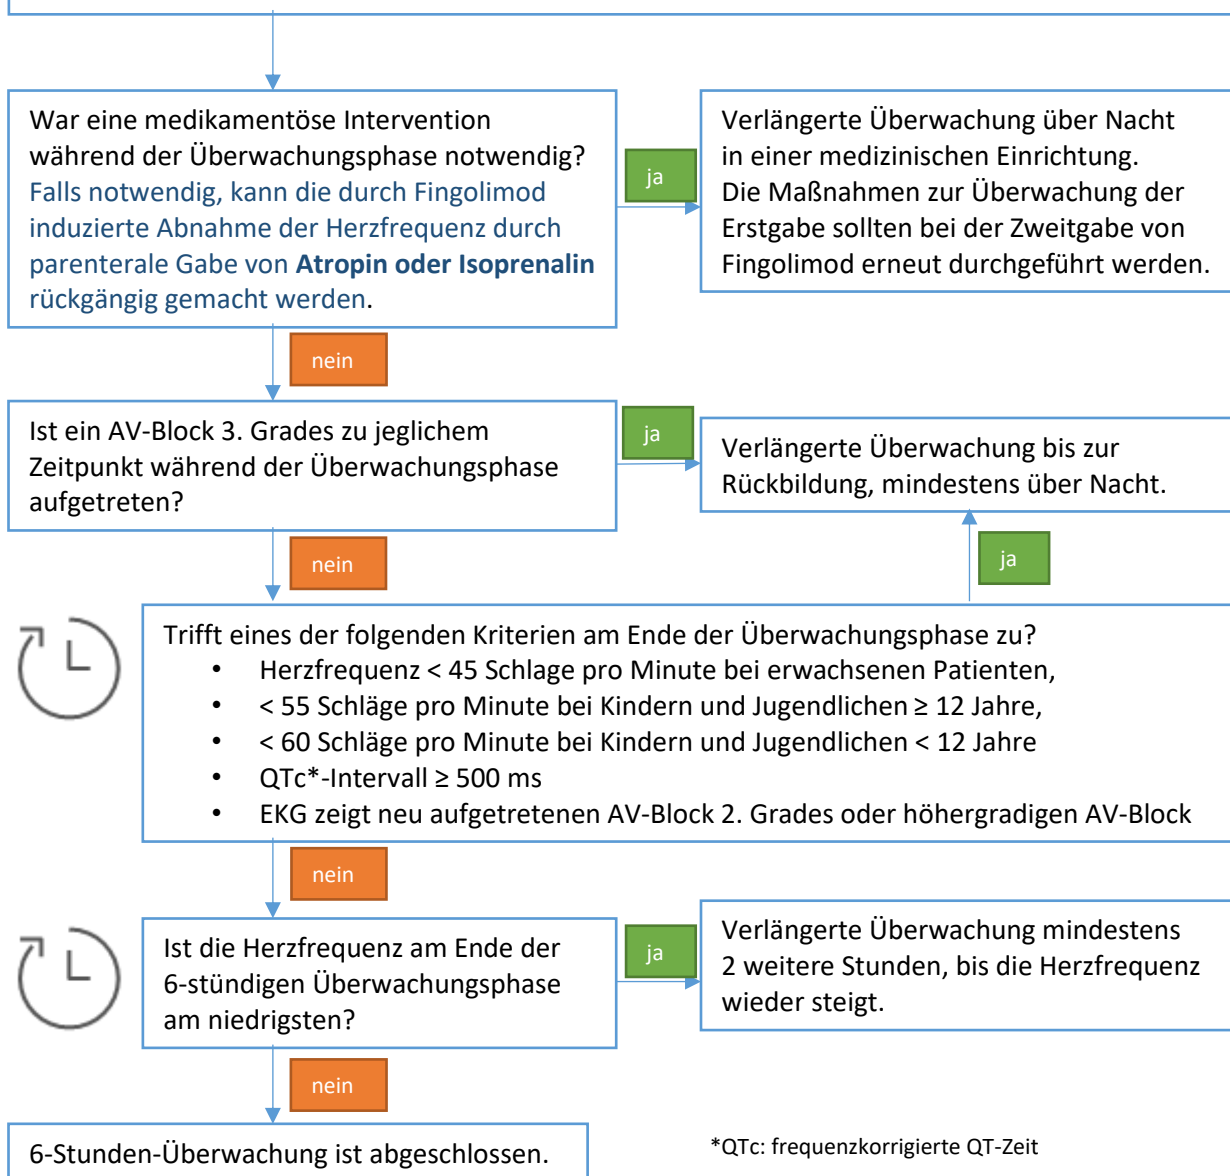 War eine medikamentöse Intervention
während der Überwachungsphase notwendig?
Falls notwendig, kann die durch Fingolimod
induzierte Abnahme der Herzfrequenz durch
parenterale Gabe von Atropin oder Isoprenalin
rückgängig gemacht werden.
ja
Verlängerte Überwachung über Nacht
in einer medizinischen Einrichtung.
Die Maßnahmen zur Überwachung der
Erstgabe sollten bei der Zweitgabe von
Fingolimod erneut durchgeführt werden.
nein
Ist ein AV-Block 3. Grades zu jeglichem
Zeitpunkt während der Überwachungsphase
aufgetreten?
ja
Verlängerte Überwachung bis zur
Rückbildung, mindestens über Nacht.
nein
ja
Trifft eines der folgenden Kriterien am Ende der Überwachungsphase zu?
• Herzfrequenz < 45 Schlage pro Minute bei erwachsenen Patienten,
• < 55 Schläge pro Minute bei Kindern und Jugendlichen ≥ 12 Jahre,
• < 60 Schläge pro Minute bei Kindern und Jugendlichen < 12 Jahre
• QTc*-Intervall ≥ 500 ms
• EKG zeigt neu aufgetretenen AV-Block 2. Grades oder höhergradigen AV-Block
nein
Ist die Herzfrequenz am Ende der
6-stündigen Überwachungsphase
am niedrigsten?
ja
Verlängerte Überwachung mindestens
2 weitere Stunden, bis die Herzfrequenz
wieder steigt.
nein
6-Stunden-Überwachung ist abgeschlossen.
*QTc: frequenzkorrigierte QT-Zeit